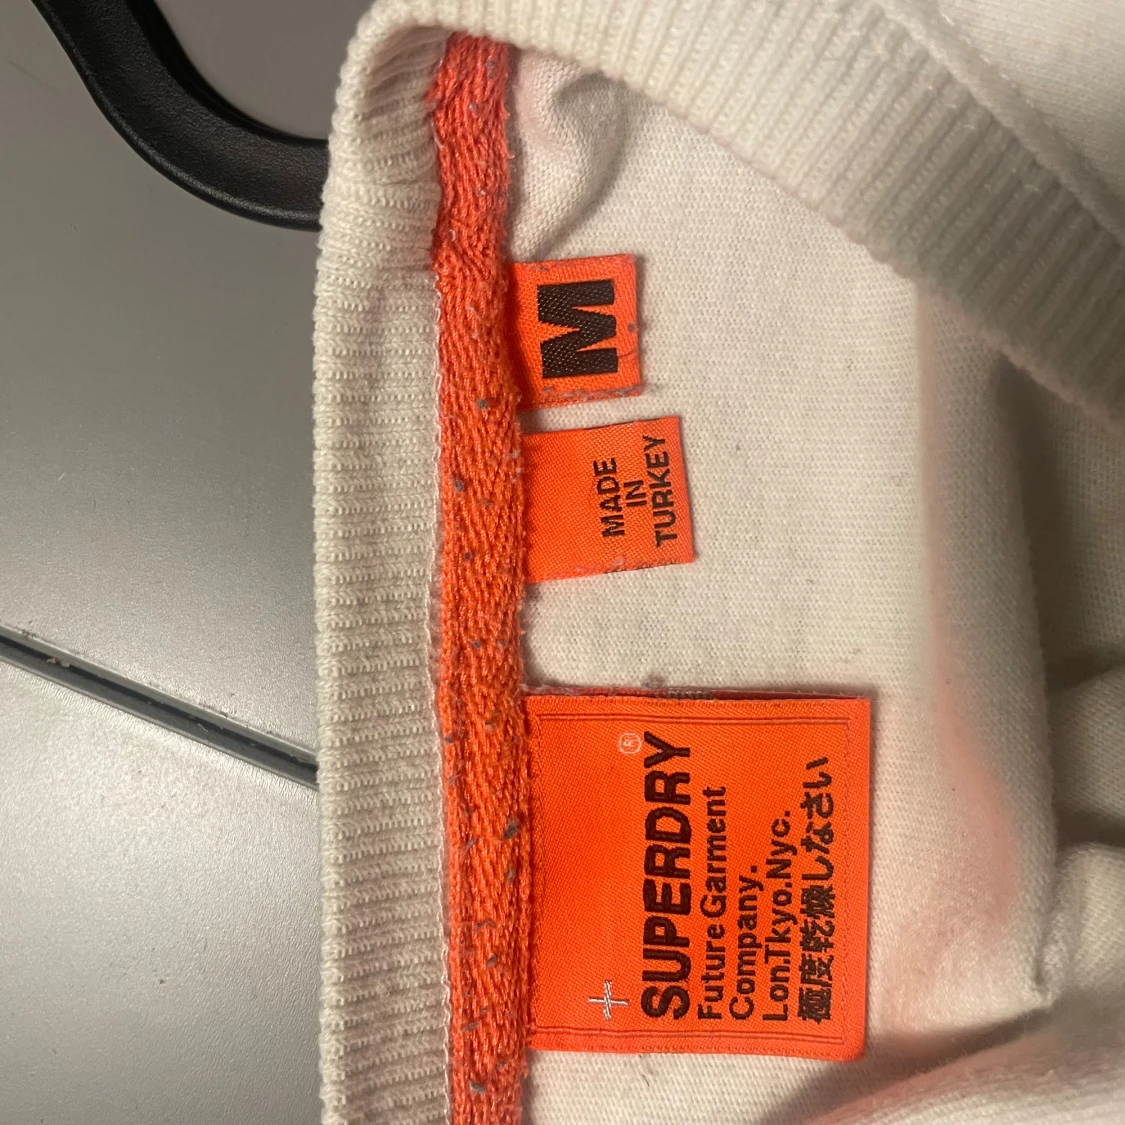 SUPERDRY
®
Future Garment
Company.
Lon.Tkyo.Nyc.
極度乾燥しなさい
MADE
IN
TURKEY
M